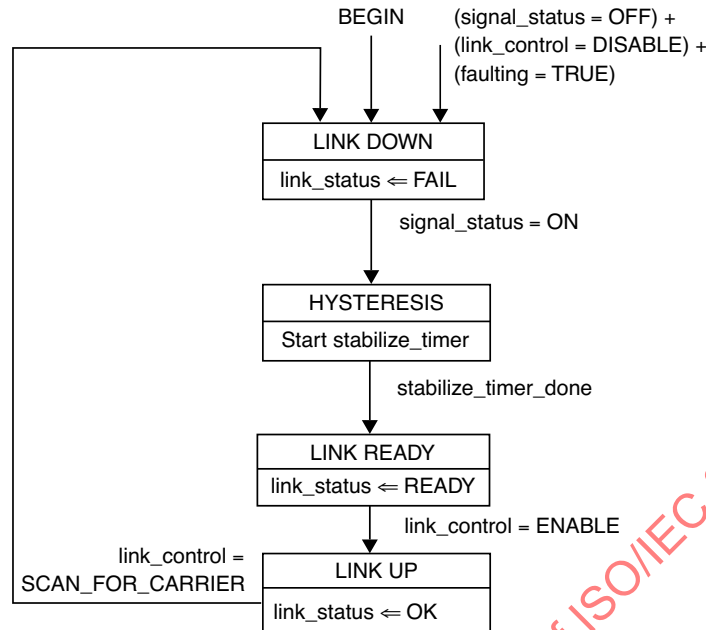 BEGIN
(signal_status = OFF) +
(link_control = DISABLE) +
(faulting = TRUE)
LINK DOWN
link_status ⇐ FAIL
signal_status = ON
HYSTERESIS
Start stabilize_timer
stabilize_timer_done
LINK READY
link_status ⇐ READY
link_control = ENABLE
link_control =
SCAN_FOR_CARRIER
LINK UP
link_status ⇐ OK
ISO/IEC